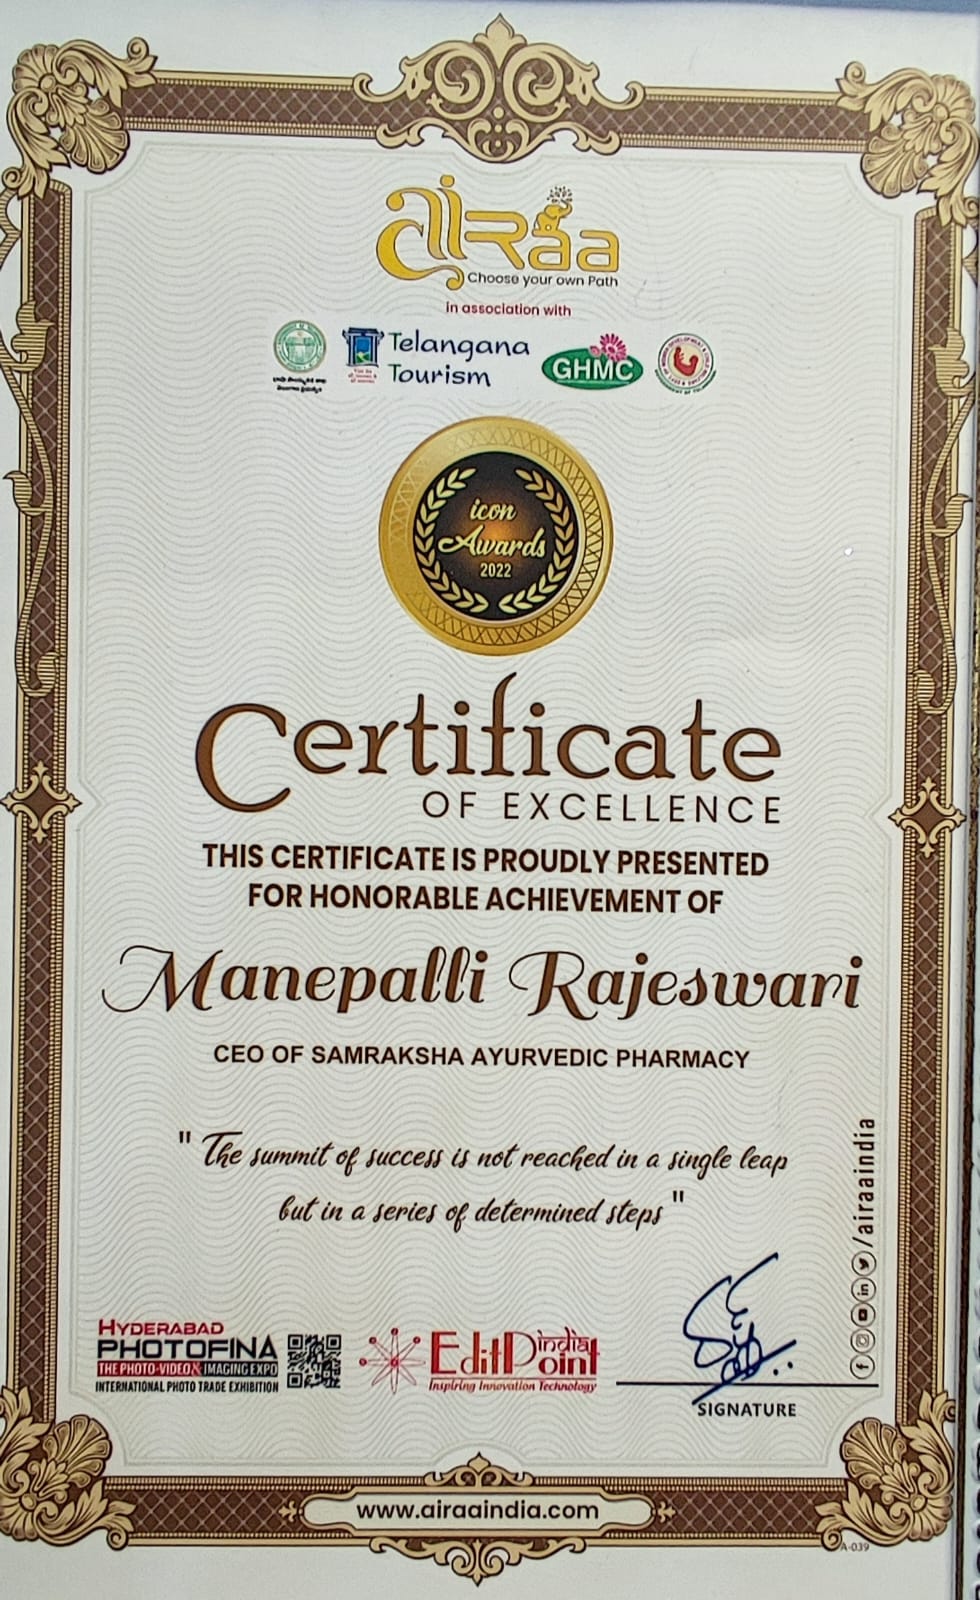 airaa
Choose your own Path
in association with
Telangana
Tourism
GHMC
icon
Awards
2022
Certificate
OF EXCELLENCE
THIS CERTIFICATE IS PROUDLY PRESENTED
FOR HONORABLE ACHIEVEMENT OF
Manepalli Rajeswari
CEO OF SAMRAKSHA AYURVEDIC PHARMACY
" The summit of success is not reached in a single leap
but in a series of determined steps "
/airaaindia
HYDERABAD
PHOTOFINA
THE PHOTO-VIDEO & IMAGING EXPO
INTERNATIONAL PHOTO TRADE EXHIBITION
EditPoint india
Inspiring Innovation Technology
SIGNATURE
www.airaaindia.com
A-039